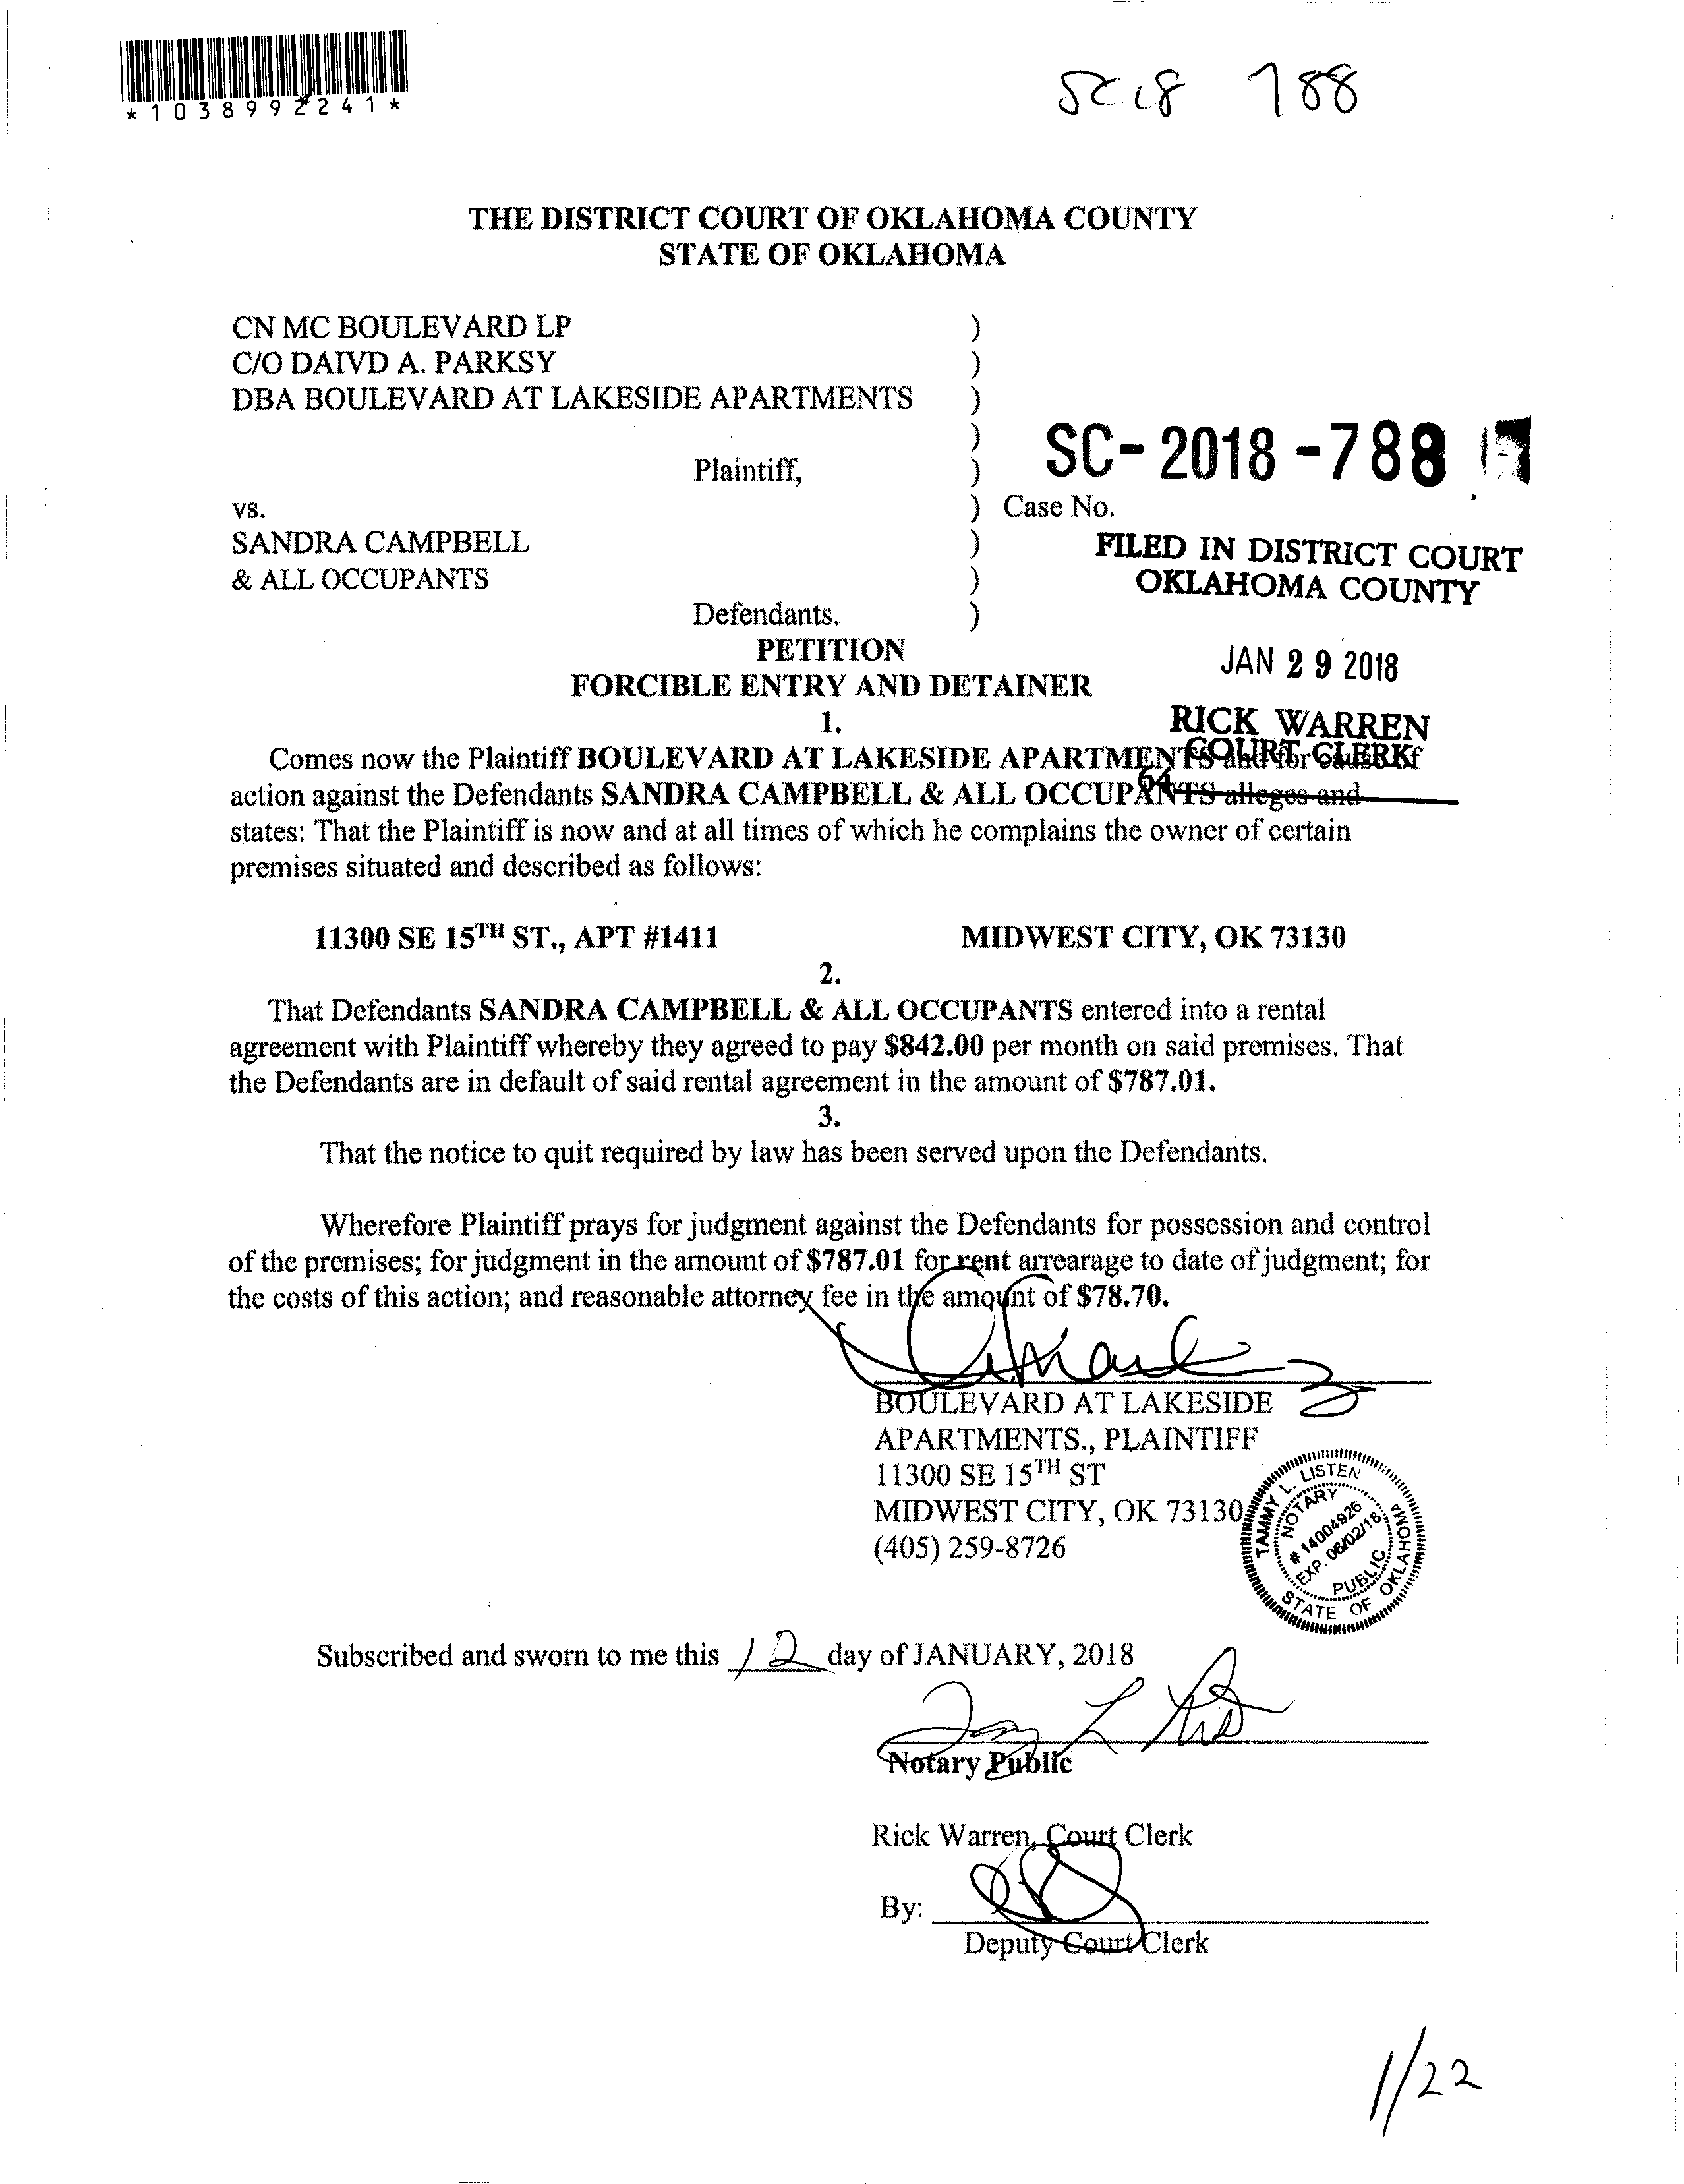 *1038992241*
SC18 788
THE DISTRICT COURT OF OKLAHOMA COUNTY
STATE OF OKLAHOMA
CN MC BOULEVARD LP )
C/O DAIVD A. PARKSY )
DBA BOULEVARD AT LAKESIDE APARTMENTS )
)
SC-2018-788
Plaintiff, )
vs. ) Case No.
SANDRA CAMPBELL )
FILED IN DISTRICT COURT
& ALL OCCUPANTS )
OKLAHOMA COUNTY
Defendants. )
PETITION
JAN 29 2018
FORCIBLE ENTRY AND DETAINER
1.
RICK WARREN
COURT CLERK
Comes now the Plaintiff BOULEVARD AT LAKESIDE APARTMENTS and for cause of
64
action against the Defendants SANDRA CAMPBELL & ALL OCCUPANTS alleges and
states: That the Plaintiff is now and at all times of which he complains the owner of certain
premises situated and described as follows:
11300 SE 15TH ST., APT #1411 MIDWEST CITY, OK 73130
2.
That Defendants SANDRA CAMPBELL & ALL OCCUPANTS entered into a rental
agreement with Plaintiff whereby they agreed to pay $842.00 per month on said premises. That
the Defendants are in default of said rental agreement in the amount of $787.01.
3.
That the notice to quit required by law has been served upon the Defendants.
Wherefore Plaintiff prays for judgment against the Defendants for possession and control
of the premises; for judgment in the amount of $787.01 for rent arrearage to date of judgment; for
the costs of this action; and reasonable attorney fee in the amount of $78.70.
BOULEVARD AT LAKESIDE
APARTMENTS., PLAINTIFF
11300 SE 15TH ST
MIDWEST CITY, OK 73130
(405) 259-8726
TAMMY L. LISTEN
NOTARY
# 14004926
EXP. 06/02/18
PUBLIC
STATE OF OKLAHOMA
Subscribed and sworn to me this 12 day of JANUARY, 2018
Notary Public
Rick Warren, Court Clerk
By:
Deputy Court Clerk
1/22